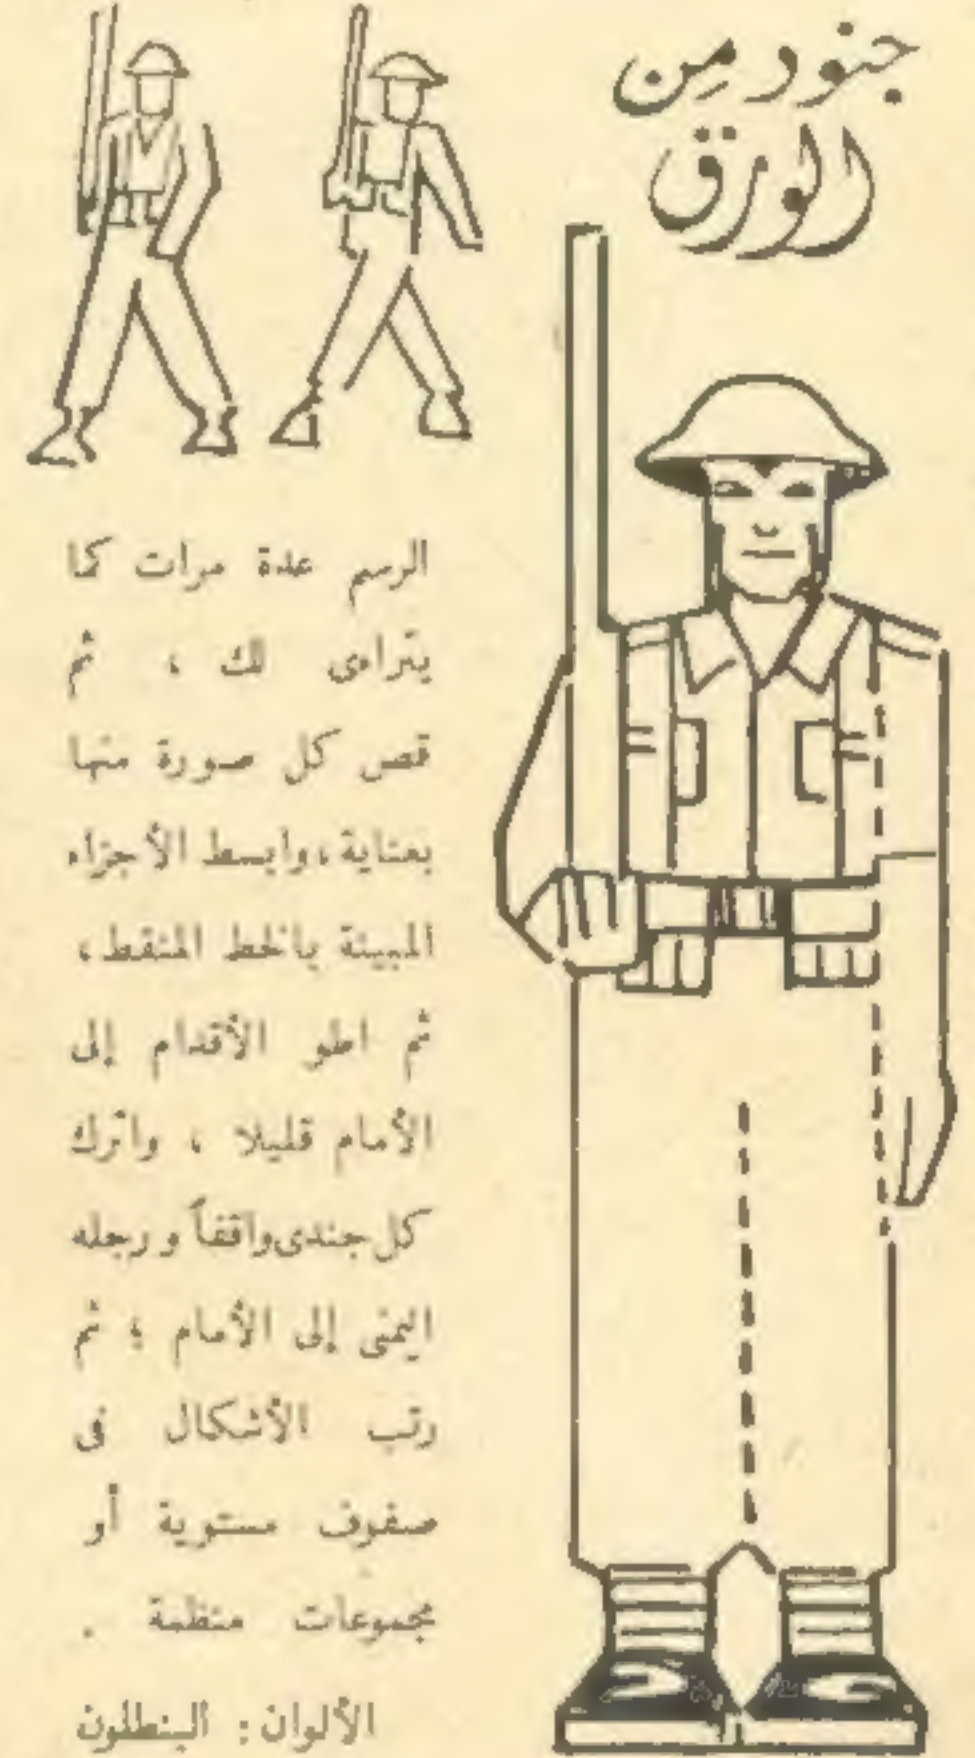 جنود مِن
الورق
الرسم عدة مرات كما
يتراءى لك ، ثم
قص كل صورة منها
بعناية ، وابسط الأجزاء
المبينة بالخط المنقط ،
ثم اطو الأقدام إلى
الأمام قليلا ، واترك
كل جندى واقفاً ورجله
اليمنى إلى الأمام ؛ ثم
رتب الأشكال فى
صفوف مستوية أو
مجموعات منظمة .
الألوان : البنطلون